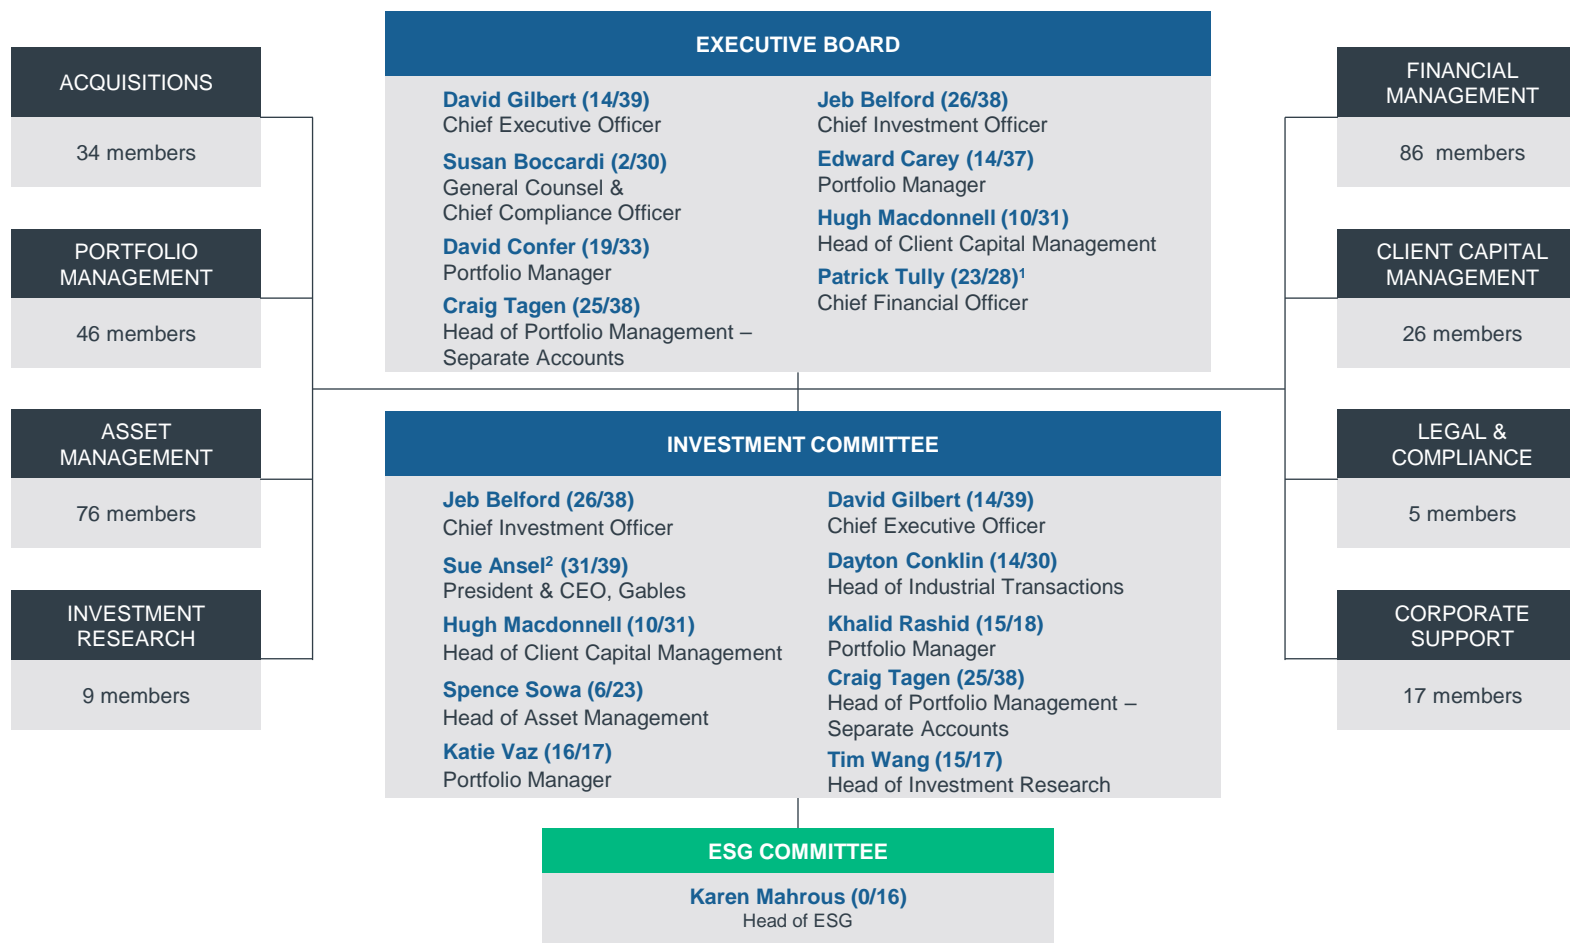 EXECUTIVE BOARD
David Gilbert (14/39)
Chief Executive Officer
Susan Boccardi (2/30)
General Counsel &
Chief Compliance Officer
David Confer (19/33)
Portfolio Manager
Craig Tagen (25/38)
Head of Portfolio Management –
Separate Accounts
Jeb Belford (26/38)
Chief Investment Officer
Edward Carey (14/37)
Portfolio Manager
Hugh Macdonnell (10/31)
Head of Client Capital Management
Patrick Tully (23/28)¹
Chief Financial Officer
ACQUISITIONS
34 members
PORTFOLIO
MANAGEMENT
46 members
ASSET
MANAGEMENT
76 members
INVESTMENT
RESEARCH
9 members
FINANCIAL
MANAGEMENT
86 members
CLIENT CAPITAL
MANAGEMENT
26 members
LEGAL &
COMPLIANCE
5 members
CORPORATE
SUPPORT
17 members
INVESTMENT COMMITTEE
Jeb Belford (26/38)
Chief Investment Officer
Sue Ansel² (31/39)
President & CEO, Gables
Hugh Macdonnell (10/31)
Head of Client Capital Management
Spence Sowa (6/23)
Head of Asset Management
Katie Vaz (16/17)
Portfolio Manager
David Gilbert (14/39)
Chief Executive Officer
Dayton Conklin (14/30)
Head of Industrial Transactions
Khalid Rashid (15/18)
Portfolio Manager
Craig Tagen (25/38)
Head of Portfolio Management –
Separate Accounts
Tim Wang (15/17)
Head of Investment Research
ESG COMMITTEE
Karen Mahrous (0/16)
Head of ESG